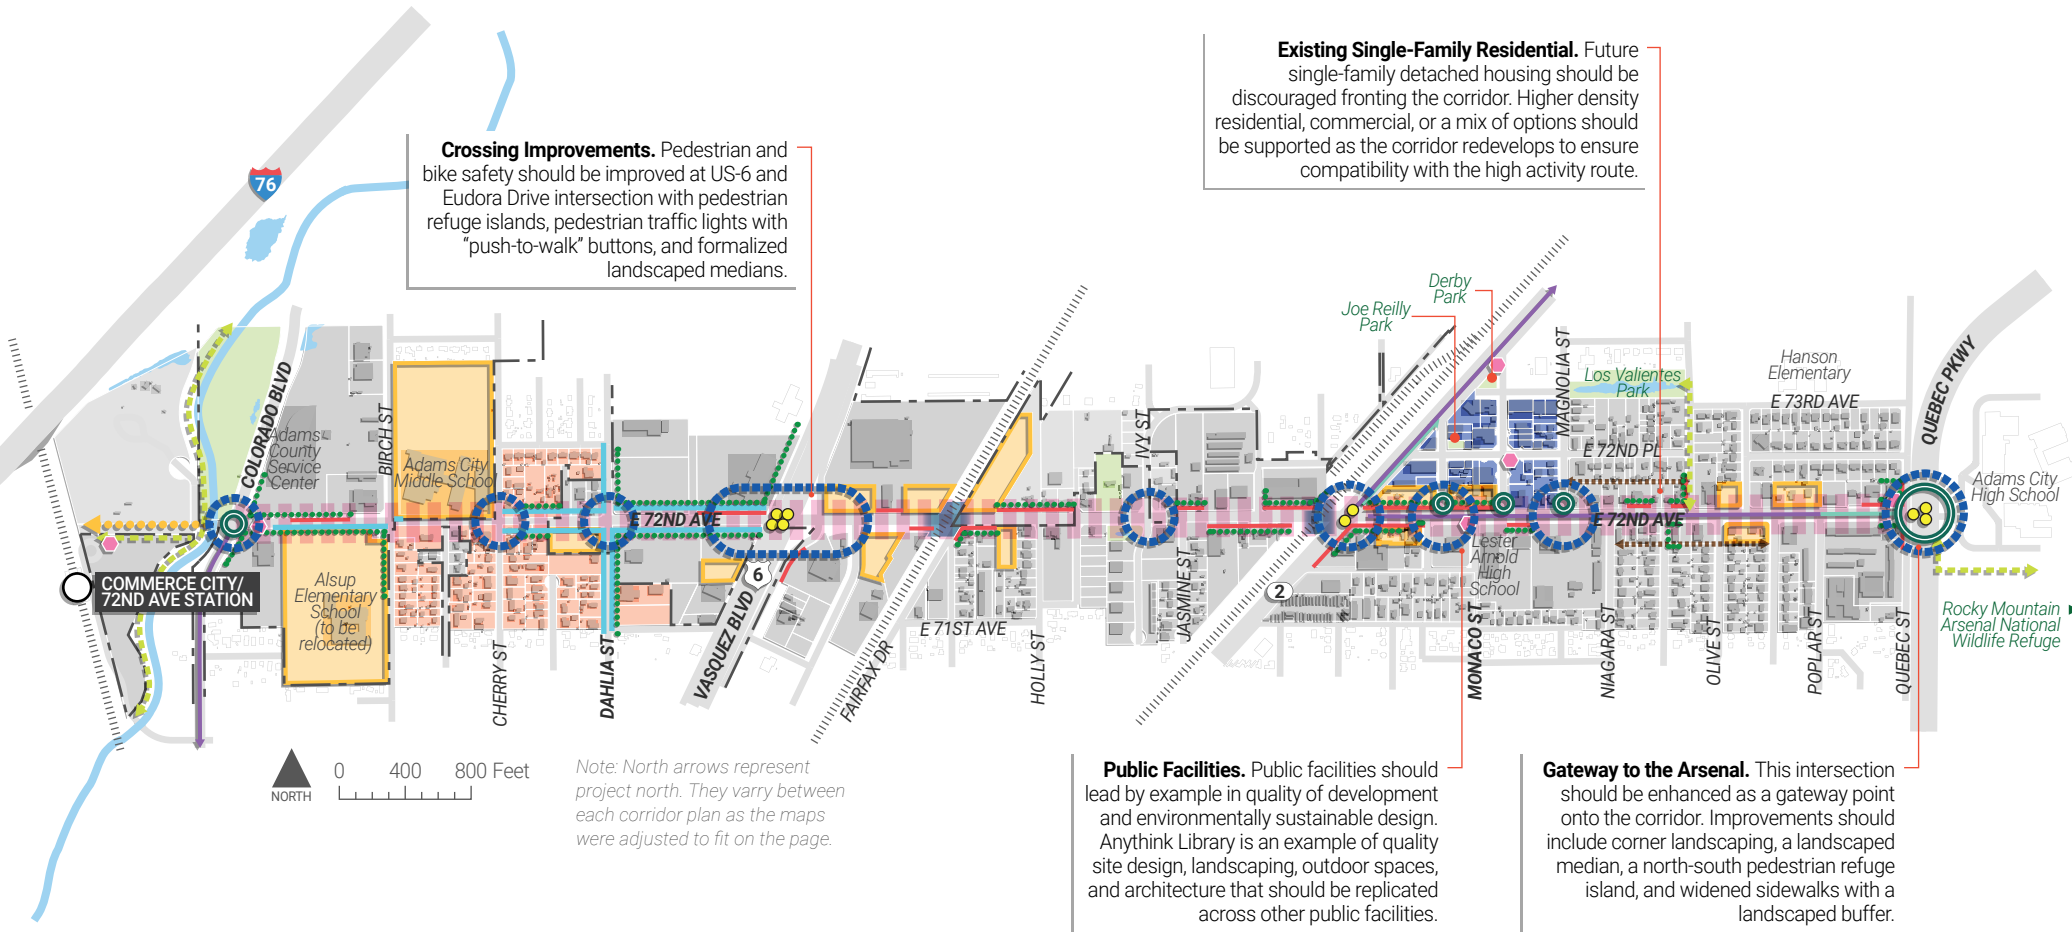 Existing Single-Family Residential. Future
single-family detached housing should be
discouraged fronting the corridor. Higher density
residential, commercial, or a mix of options should
be supported as the corridor redevelops to ensure
compatibility with the high activity route.
Crossing Improvements. Pedestrian and
bike safety should be improved at US-6 and
Eudora Drive intersection with pedestrian
refuge islands, pedestrian traffic lights with
“push-to-walk” buttons, and formalized
landscaped medians.
76
Derby
Park
Joe Reilly
Park
COLORADO BLVD
Adams
County
Service
Center
BIRCH ST
Adams City
Middle School
E 72ND AVE
IVY ST
MAGNOLIA ST
Los Valientes
Park
Hanson
Elementary
E 73RD AVE
E 72ND PL
E 72ND AVE
QUEBEC PKWY
Adams City
High School
COMMERCE CITY/
72ND AVE STATION
Alsup
Elementary
School
(to be
relocated)
CHERRY ST
DAHLIA ST
VASQUEZ BLVD
6
FAIRFAX DR
E 71ST AVE
HOLLY ST
JASMINE ST
2
Lester
Arnold
High
School
MONACO ST
NIAGARA ST
OLIVE ST
POPLAR ST
QUEBEC ST
Rocky Mountain
Arsenal National
Wildlife Refuge
NORTH
0 400 800 Feet
Note: North arrows represent
project north. They vary between
each corridor plan as the maps
were adjusted to fit on the page.
Public Facilities. Public facilities should
lead by example in quality of development
and environmentally sustainable design.
Anythink Library is an example of quality
site design, landscaping, outdoor spaces,
and architecture that should be replicated
across other public facilities.
Gateway to the Arsenal. This intersection
should be enhanced as a gateway point
onto the corridor. Improvements should
include corner landscaping, a landscaped
median, a north-south pedestrian refuge
island, and widened sidewalks with a
landscaped buffer.